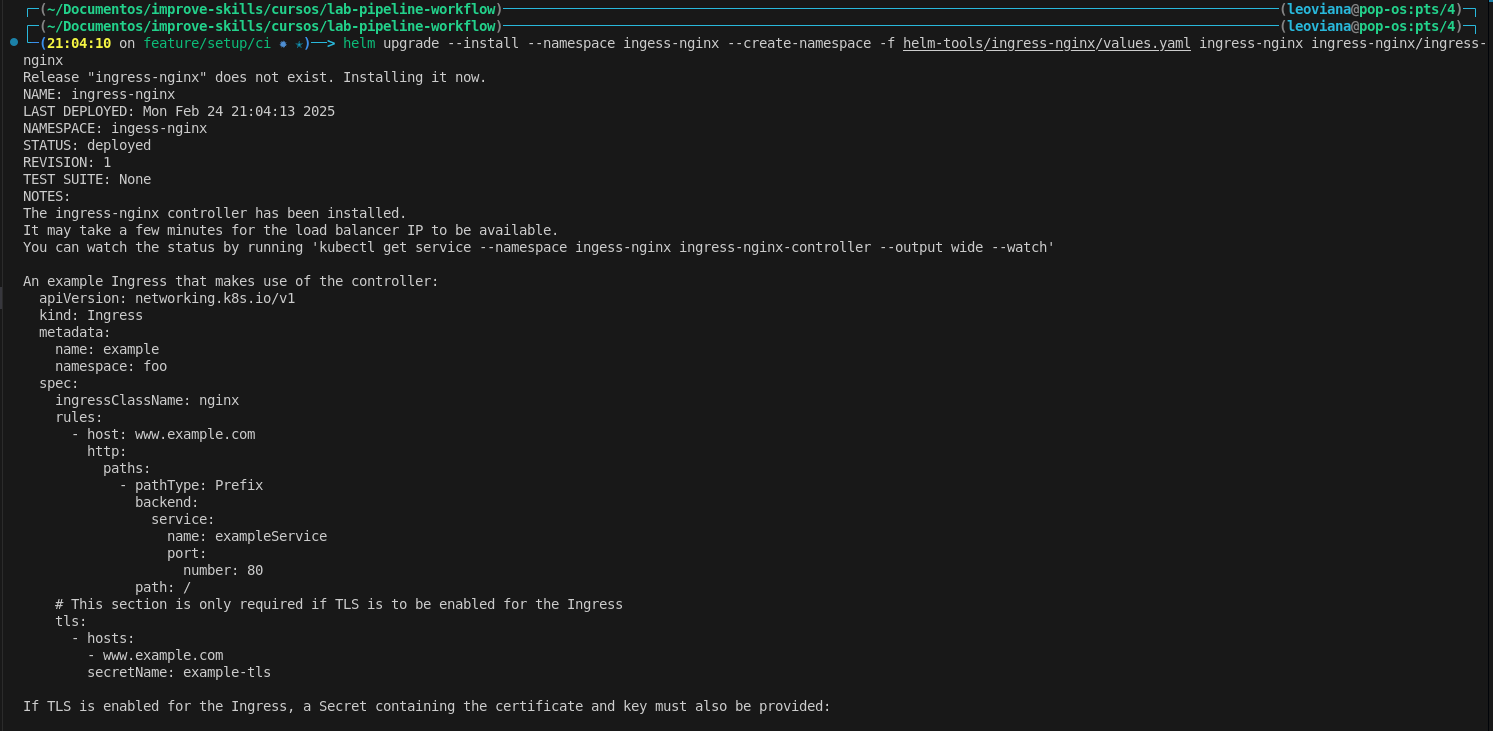 (~/Documentos/improve-skills/cursos/lab-pipeline-workflow) (leoviana@pop-os:pts/4)
(~/Documentos/improve-skills/cursos/lab-pipeline-workflow) (leoviana@pop-os:pts/4)
(21:04:10 on feature/setup/ci ✹ ★)──> helm upgrade --install --namespace ingess-nginx --create-namespace -f helm-tools/ingress-nginx/values.yaml ingress-nginx ingress-nginx/ingress-
nginx
Release "ingress-nginx" does not exist. Installing it now.
NAME: ingress-nginx
LAST DEPLOYED: Mon Feb 24 21:04:13 2025
NAMESPACE: ingess-nginx
STATUS: deployed
REVISION: 1
TEST SUITE: None
NOTES:
The ingress-nginx controller has been installed.
It may take a few minutes for the load balancer IP to be available.
You can watch the status by running 'kubectl get service --namespace ingess-nginx ingress-nginx-controller --output wide --watch'
An example Ingress that makes use of the controller:
apiVersion: networking.k8s.io/v1
kind: Ingress
metadata:
name: example
namespace: foo
spec:
ingressClassName: nginx
rules:
- host: www.example.com
http:
paths:
- pathType: Prefix
backend:
service:
name: exampleService
port:
number: 80
path: /
# This section is only required if TLS is to be enabled for the Ingress
tls:
- hosts:
- www.example.com
secretName: example-tls
If TLS is enabled for the Ingress, a Secret containing the certificate and key must also be provided: